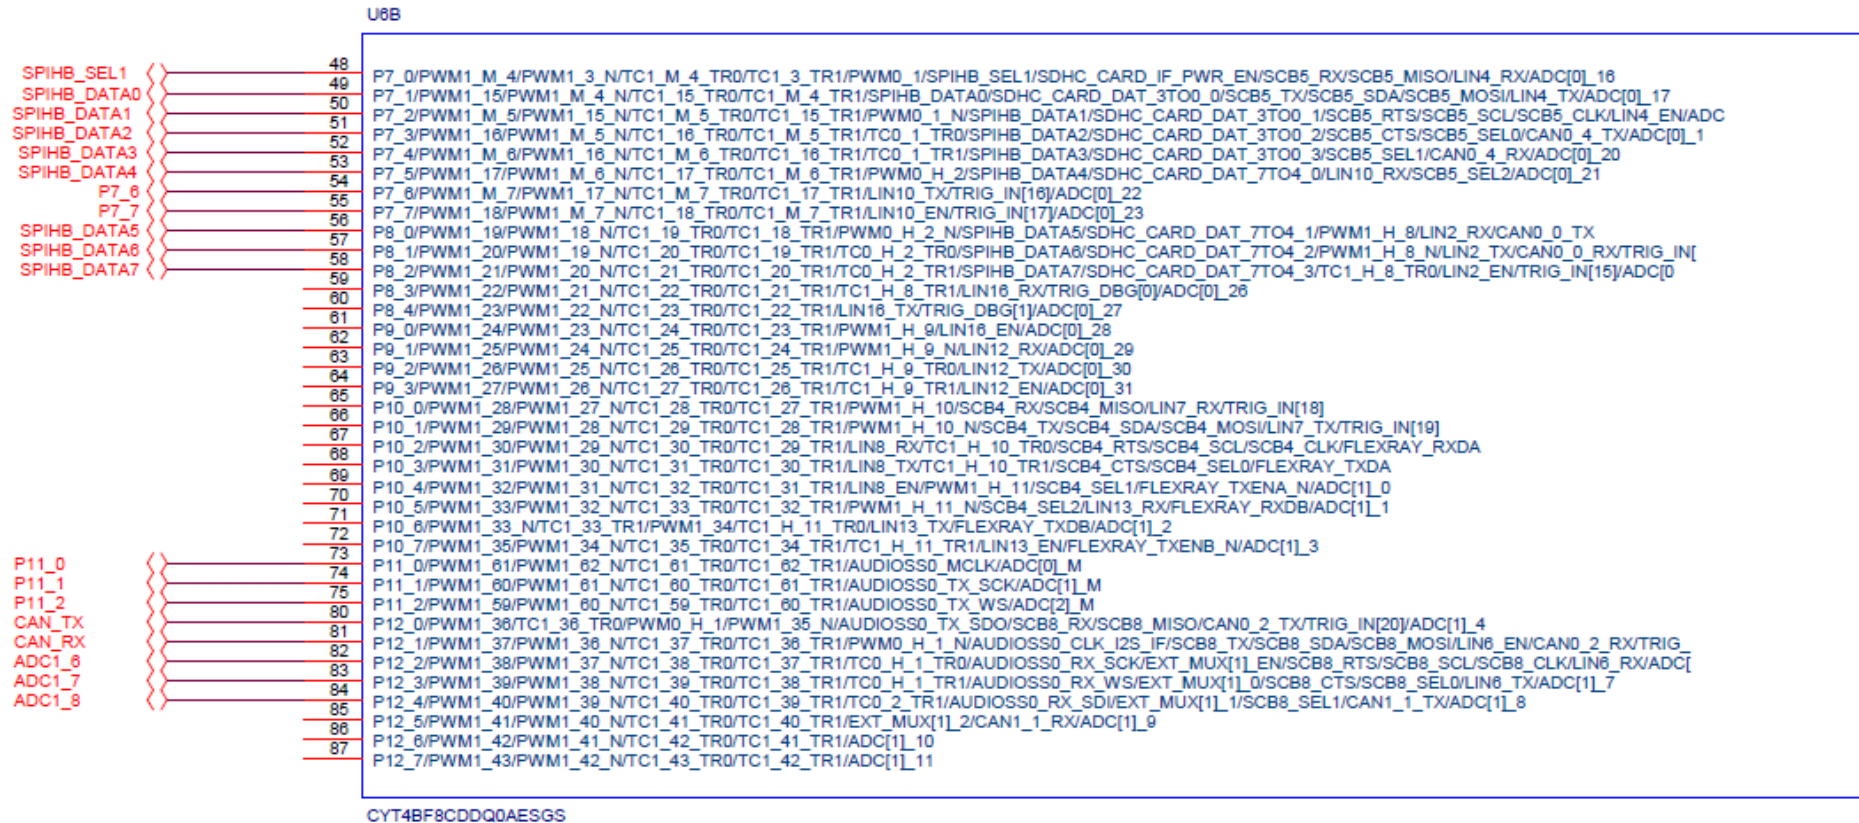 U6B
SPIHB_SEL1 48 P7_0/PWM1_M_4/PWM1_3_N/TC1_M_4_TR0/TC1_3_TR1/PWM0_1/SPIHB_SEL1/SDHC_CARD_IF_PWR_EN/SCB5_RX/SCB5_MISO/LIN4_RX/ADC[0]_16
SPIHB_DATA0 49 P7_1/PWM1_15/PWM1_M_4_N/TC1_15_TR0/TC1_M_4_TR1/SPIHB_DATA0/SDHC_CARD_DAT_3TO0_0/SCB5_TX/SCB5_SDA/SCB5_MOSI/LIN4_TX/ADC[0]_17
SPIHB_DATA1 50 P7_2/PWM1_M_5/PWM1_15_N/TC1_M_5_TR0/TC1_15_TR1/PWM0_1_N/SPIHB_DATA1/SDHC_CARD_DAT_3TO0_1/SCB5_RTS/SCB5_SCL/SCB5_CLK/LIN4_EN/ADC
SPIHB_DATA2 51 P7_3/PWM1_16/PWM1_M_5_N/TC1_16_TR0/TC1_M_5_TR1/TC0_1_TR0/SPIHB_DATA2/SDHC_CARD_DAT_3TO0_2/SCB5_CTS/SCB5_SEL0/CAN0_4_TX/ADC[0]_1
SPIHB_DATA3 52 P7_4/PWM1_M_6/PWM1_16_N/TC1_M_6_TR0/TC1_16_TR1/TC0_1_TR1/SPIHB_DATA3/SDHC_CARD_DAT_3TO0_3/SCB5_SEL1/CAN0_4_RX/ADC[0]_20
SPIHB_DATA4 53 P7_5/PWM1_17/PWM1_M_6_N/TC1_17_TR0/TC1_M_6_TR1/PWM0_H_2/SPIHB_DATA4/SDHC_CARD_DAT_7TO4_0/LIN10_RX/SCB5_SEL2/ADC[0]_21
P7_6 54 P7_6/PWM1_M_7/PWM1_17_N/TC1_M_7_TR0/TC1_17_TR1/LIN10_TX/TRIG_IN[16]/ADC[0]_22
P7_7 55 P7_7/PWM1_18/PWM1_M_7_N/TC1_18_TR0/TC1_M_7_TR1/LIN10_EN/TRIG_IN[17]/ADC[0]_23
SPIHB_DATA5 56 P8_0/PWM1_19/PWM1_18_N/TC1_19_TR0/TC1_18_TR1/PWM0_H_2_N/SPIHB_DATA5/SDHC_CARD_DAT_7TO4_1/PWM1_H_8/LIN2_RX/CAN0_0_TX
SPIHB_DATA6 57 P8_1/PWM1_20/PWM1_19_N/TC1_20_TR0/TC1_19_TR1/TC0_H_2_TR0/SPIHB_DATA6/SDHC_CARD_DAT_7TO4_2/PWM1_H_8_N/LIN2_TX/CAN0_0_RX/TRIG_IN[
SPIHB_DATA7 58 P8_2/PWM1_21/PWM1_20_N/TC1_21_TR0/TC1_20_TR1/TC0_H_2_TR1/SPIHB_DATA7/SDHC_CARD_DAT_7TO4_3/TC1_H_8_TR0/LIN2_EN/TRIG_IN[15]/ADC[0
59 P8_3/PWM1_22/PWM1_21_N/TC1_22_TR0/TC1_21_TR1/TC1_H_8_TR1/LIN16_RX/TRIG_DBG[0]/ADC[0]_26
60 P8_4/PWM1_23/PWM1_22_N/TC1_23_TR0/TC1_22_TR1/LIN16_TX/TRIG_DBG[1]/ADC[0]_27
61 P9_0/PWM1_24/PWM1_23_N/TC1_24_TR0/TC1_23_TR1/PWM1_H_9/LIN16_EN/ADC[0]_28
62 P9_1/PWM1_25/PWM1_24_N/TC1_25_TR0/TC1_24_TR1/PWM1_H_9_N/LIN12_RX/ADC[0]_29
63 P9_2/PWM1_26/PWM1_25_N/TC1_26_TR0/TC1_25_TR1/TC1_H_9_TR0/LIN12_TX/ADC[0]_30
64 P9_3/PWM1_27/PWM1_26_N/TC1_27_TR0/TC1_26_TR1/TC1_H_9_TR1/LIN12_EN/ADC[0]_31
65 P10_0/PWM1_28/PWM1_27_N/TC1_28_TR0/TC1_27_TR1/PWM1_H_10/SCB4_RX/SCB4_MISO/LIN7_RX/TRIG_IN[18]
66 P10_1/PWM1_29/PWM1_28_N/TC1_29_TR0/TC1_28_TR1/PWM1_H_10_N/SCB4_TX/SCB4_SDA/SCB4_MOSI/LIN7_TX/TRIG_IN[19]
67 P10_2/PWM1_30/PWM1_29_N/TC1_30_TR0/TC1_29_TR1/LIN8_RX/TC1_H_10_TR0/SCB4_RTS/SCB4_SCL/SCB4_CLK/FLEXRAY_RXDA
68 P10_3/PWM1_31/PWM1_30_N/TC1_31_TR0/TC1_30_TR1/LIN8_TX/TC1_H_10_TR1/SCB4_CTS/SCB4_SEL0/FLEXRAY_TXDA
69 P10_4/PWM1_32/PWM1_31_N/TC1_32_TR0/TC1_31_TR1/LIN8_EN/PWM1_H_11/SCB4_SEL1/FLEXRAY_TXENA_N/ADC[1]_0
70 P10_5/PWM1_33/PWM1_32_N/TC1_33_TR0/TC1_32_TR1/PWM1_H_11_N/SCB4_SEL2/LIN13_RX/FLEXRAY_RXDB/ADC[1]_1
71 P10_6/PWM1_33_N/TC1_33_TR1/PWM1_34/TC1_H_11_TR0/LIN13_TX/FLEXRAY_TXDB/ADC[1]_2
72 P10_7/PWM1_35/PWM1_34_N/TC1_35_TR0/TC1_34_TR1/TC1_H_11_TR1/LIN13_EN/FLEXRAY_TXENB_N/ADC[1]_3
P11_0 73 P11_0/PWM1_61/PWM1_62_N/TC1_61_TR0/TC1_62_TR1/AUDIOSS0_MCLK/ADC[0]_M
P11_1 74 P11_1/PWM1_60/PWM1_61_N/TC1_60_TR0/TC1_61_TR1/AUDIOSS0_TX_SCK/ADC[1]_M
P11_2 75 P11_2/PWM1_59/PWM1_60_N/TC1_59_TR0/TC1_60_TR1/AUDIOSS0_TX_WS/ADC[2]_M
CAN_TX 80 P12_0/PWM1_36/TC1_36_TR0/PWM0_H_1/PWM1_35_N/AUDIOSS0_TX_SDO/SCB8_RX/SCB8_MISO/CAN0_2_TX/TRIG_IN[20]/ADC[1]_4
CAN_RX 81 P12_1/PWM1_37/PWM1_36_N/TC1_37_TR0/TC1_36_TR1/PWM0_H_1_N/AUDIOSS0_CLK_I2S_IF/SCB8_TX/SCB8_SDA/SCB8_MOSI/LIN6_EN/CAN0_2_RX/TRIG_
ADC1_6 82 P12_2/PWM1_38/PWM1_37_N/TC1_38_TR0/TC1_37_TR1/TC0_H_1_TR0/AUDIOSS0_RX_SCK/EXT_MUX[1]_EN/SCB8_RTS/SCB8_SCL/SCB8_CLK/LIN6_RX/ADC[
ADC1_7 83 P12_3/PWM1_39/PWM1_38_N/TC1_39_TR0/TC1_38_TR1/TC0_H_1_TR1/AUDIOSS0_RX_WS/EXT_MUX[1]_0/SCB8_CTS/SCB8_SEL0/LIN6_TX/ADC[1]_7
ADC1_8 84 P12_4/PWM1_40/PWM1_39_N/TC1_40_TR0/TC1_39_TR1/TC0_2_TR1/AUDIOSS0_RX_SDI/EXT_MUX[1]_1/SCB8_SEL1/CAN1_1_TX/ADC[1]_8
85 P12_5/PWM1_41/PWM1_40_N/TC1_41_TR0/TC1_40_TR1/EXT_MUX[1]_2/CAN1_1_RX/ADC[1]_9
86 P12_6/PWM1_42/PWM1_41_N/TC1_42_TR0/TC1_41_TR1/ADC[1]_10
87 P12_7/PWM1_43/PWM1_42_N/TC1_43_TR0/TC1_42_TR1/ADC[1]_11
CYT4BF8CDDQ0AESGS